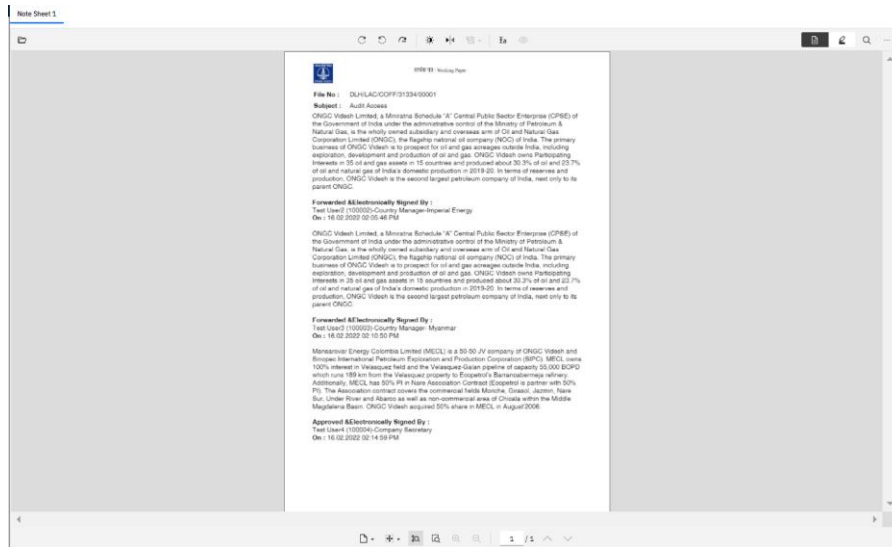 Note Sheet 1
Working Paper
File No : DLH/LAC/COFF/31334/00001
Subject : Audit Access
ONGC Videsh Limited, a Miniratna Schedule "A" Central Public Sector Enterprise (CPSE) of
the Government of India under the administrative control of the Ministry of Petroleum &
Natural Gas, is the wholly owned subsidiary and overseas arm of Oil and Natural Gas
Corporation Limited (ONGC), the flagship national oil company (NOC) of India. The primary
business of ONGC Videsh is to prospect for oil and gas acreages outside India, including
exploration, development and production of oil and gas. ONGC Videsh owns Participating
Interests in 35 oil and gas assets in 15 countries and produced about 30.3% of oil and 23.7%
of oil and natural gas of India's domestic production in 2019-20. In terms of reserves and
production, ONGC Videsh is the second largest petroleum company of India, next only to its
parent ONGC.
Forwarded &Electronically Signed By :
Test User2 (100002)-Country Manager-Imperial Energy
On : 16.02.2022 02:05:46 PM
ONGC Videsh Limited, a Miniratna Schedule "A" Central Public Sector Enterprise (CPSE) of
the Government of India under the administrative control of the Ministry of Petroleum &
Natural Gas, is the wholly owned subsidiary and overseas arm of Oil and Natural Gas
Corporation Limited (ONGC), the flagship national oil company (NOC) of India. The primary
business of ONGC Videsh is to prospect for oil and gas acreages outside India, including
exploration, development and production of oil and gas. ONGC Videsh owns Participating
Interests in 35 oil and gas assets in 15 countries and produced about 30.3% of oil and 23.7%
of oil and natural gas of India's domestic production in 2019-20. In terms of reserves and
production, ONGC Videsh is the second largest petroleum company of India, next only to its
parent ONGC.
Forwarded &Electronically Signed By :
Test User3 (100003)-Country Manager- Myanmar
On : 16.02.2022 02:10:50 PM
Mansarovar Energy Colombia Limited (MECL) is a 50-50 JV company of ONGC Videsh and
Sinopec International Petroleum Exploration and Production Corporation (SIPC). MECL owns
100% interest in Velasquez field and the Velasquez-Galan pipeline of capacity 55,000 BOPD
which runs 189 km from the Velasquez property to Ecopetrol's Barrancabermeja refinery.
Additionally, MECL has 50% PI in Nare Association Contract (Ecopetrol is partner with 50%
PI). The Association contract covers the commercial fields Moriche, Girasol, Jazmin, Nare
Sur, Under River and Abarco as well as non-commercial area of Chicala within the Middle
Magdalena Basin. ONGC Videsh acquired 50% share in MECL in August'2006.
Approved &Electronically Signed By :
Test User4 (100004)-Company Secretary
On : 16.02.2022 02:14:59 PM
1 / 1